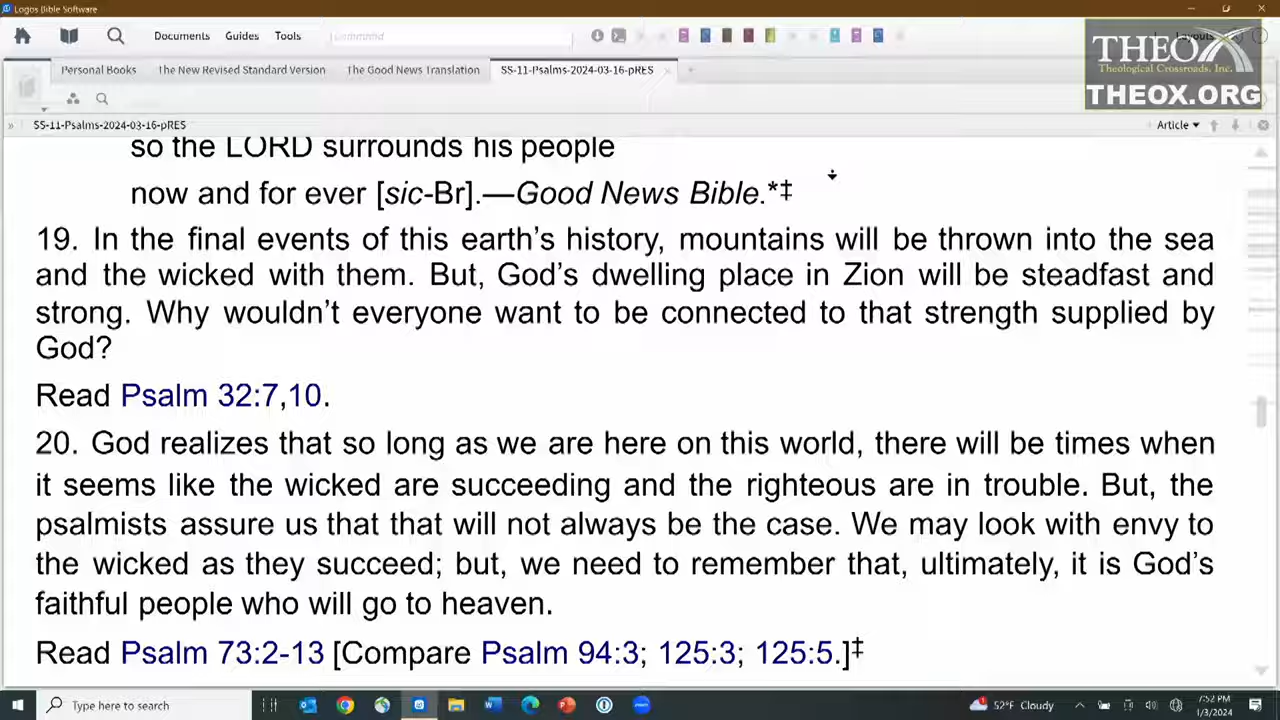 Logos Bible Software
Documents Guides Tools Command Layouts
THEOX
Theological Crossroads, Inc.
THEOX.ORG
Personal Books The New Revised Standard Version The Good News Translation SS-11-Psalms-2024-03-16-pRES
SS-11-Psalms-2024-03-16-pRES Article
so the LORD surrounds his people
now and for ever [sic-Br].—Good News Bible.*‡
19. In the final events of this earth's history, mountains will be thrown into the sea
and the wicked with them. But, God's dwelling place in Zion will be steadfast and
strong. Why wouldn't everyone want to be connected to that strength supplied by
God?
Read Psalm 32:7,10.
20. God realizes that so long as we are here on this world, there will be times when
it seems like the wicked are succeeding and the righteous are in trouble. But, the
psalmists assure us that that will not always be the case. We may look with envy to
the wicked as they succeed; but, we need to remember that, ultimately, it is God's
faithful people who will go to heaven.
Read Psalm 73:2-13 [Compare Psalm 94:3; 125:3; 125:5.]‡
Type here to search
52°F Cloudy
7:52 PM
1/3/2024